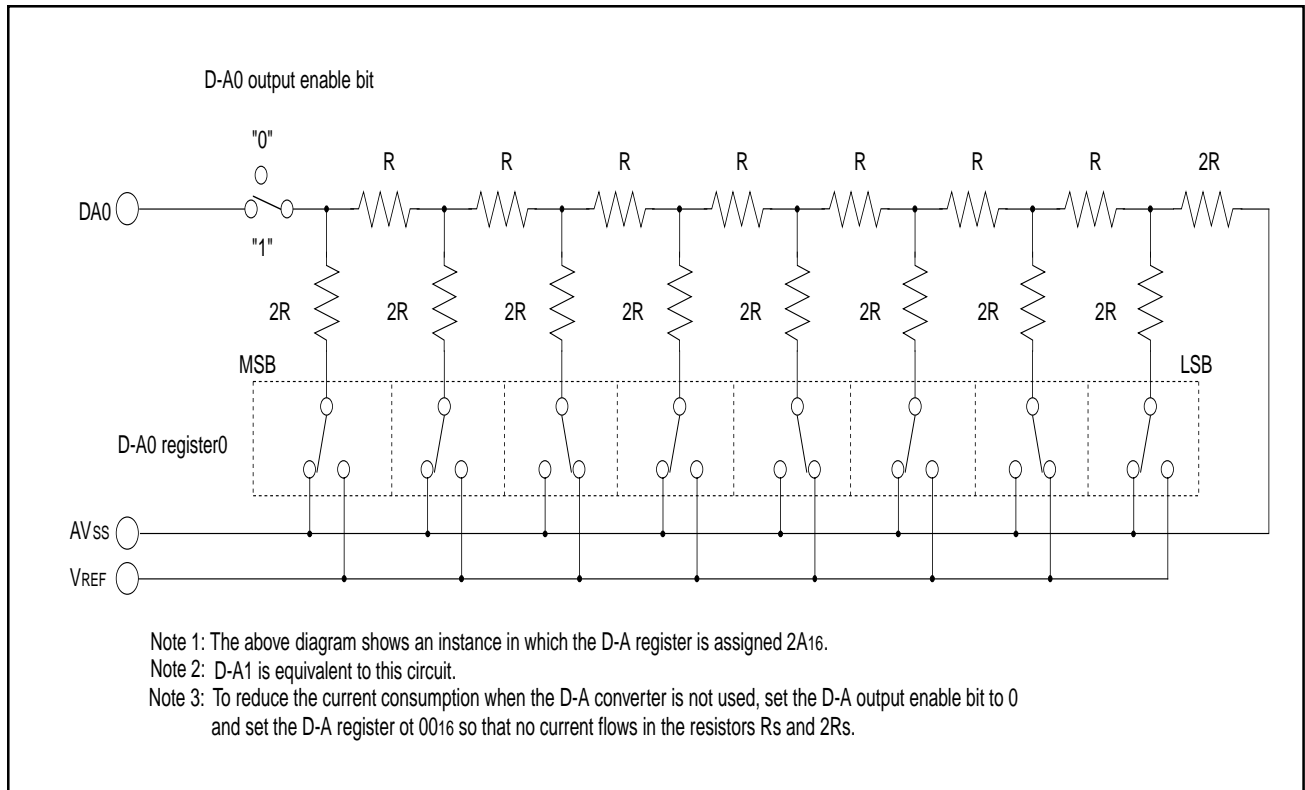 D-A0 output enable bit
"0"
R R R R R R R 2R
DA0
"1"
2R 2R 2R 2R 2R 2R 2R 2R
MSB LSB
D-A0 register0
AVSS
VREF
Note 1: The above diagram shows an instance in which the D-A register is assigned 2A16.
Note 2: D-A1 is equivalent to this circuit.
Note 3: To reduce the current consumption when the D-A converter is not used, set the D-A output enable bit to 0
and set the D-A register ot 0016 so that no current flows in the resistors Rs and 2Rs.